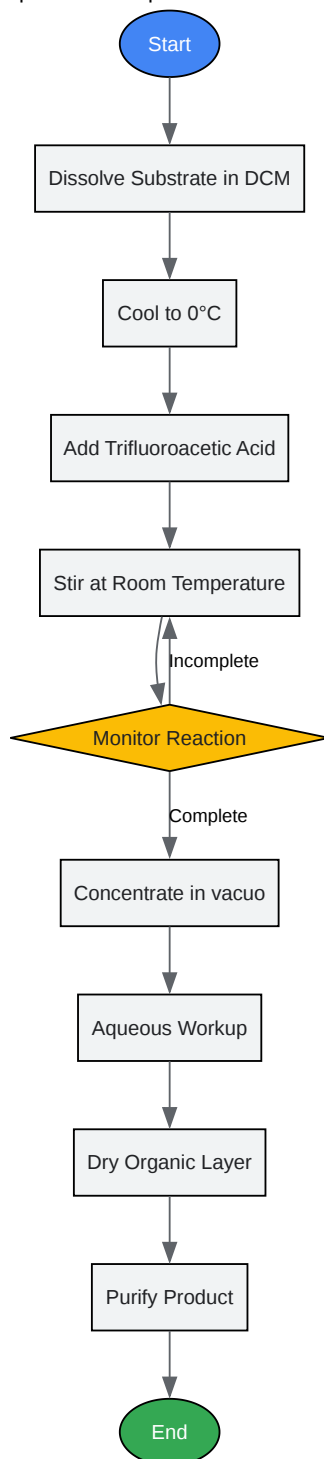 Start
Dissolve Substrate in DCM
Cool to 0°C
Add Trifluoroacetic Acid
Stir at Room Temperature
Incomplete
Monitor Reaction
Complete
Concentrate in vacuo
Aqueous Workup
Dry Organic Layer
Purify Product
End